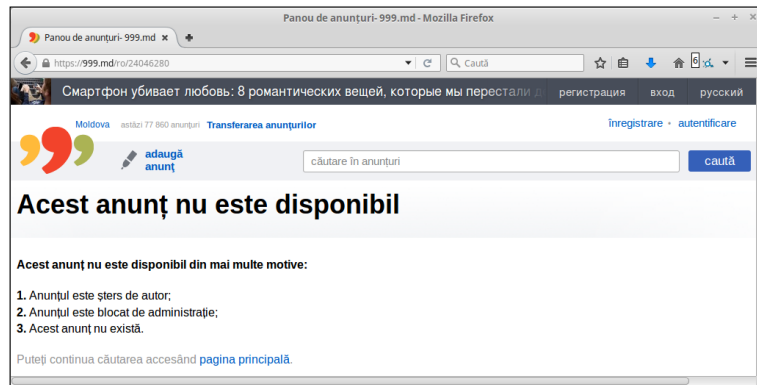 Panou de anunțuri- 999.md - Mozilla Firefox
Panou de anunțuri- 999.md
https://999.md/ro/24046280
Caută
6
Смартфон убивает любовь: 8 романтических вещей, которые мы перестали
регистрация вход русский
Moldova astăzi 77 860 anunțuri Transferarea anunțurilor înregistrare • autentificare
adaugă
anunț
căutare în anunțuri
caută
Acest anunț nu este disponibil
Acest anunț nu este disponibil din mai multe motive:
1. Anunțul este șters de autor;
2. Anunțul este blocat de administrație;
3. Acest anunț nu există.
Puteți continua căutarea accesând pagina principală.